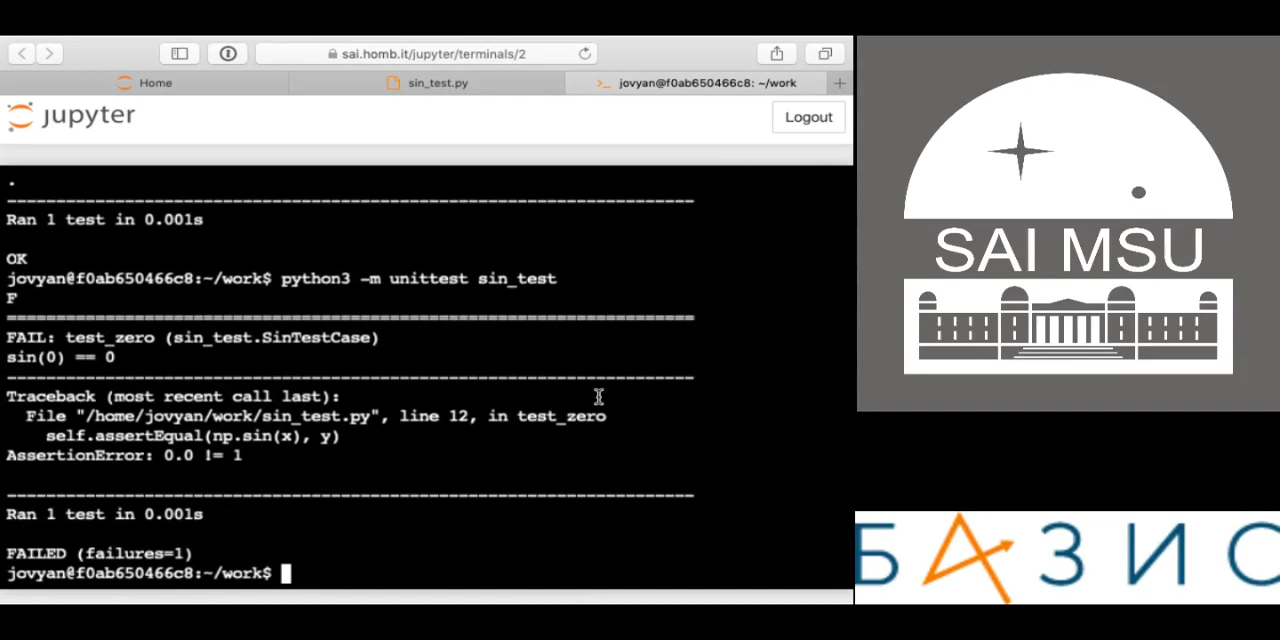 sai.homb.it/jupyter/terminals/2
Home
sin_test.py
>_ jovyan@f0ab650466c8: ~/work
jupyter
Logout
.
----------------------------------------------------------------------
Ran 1 test in 0.001s
OK
jovyan@f0ab650466c8:~/work$ python3 -m unittest sin_test
F
======================================================================
FAIL: test_zero (sin_test.SinTestCase)
sin(0) == 0
----------------------------------------------------------------------
Traceback (most recent call last):
File "/home/jovyan/work/sin_test.py", line 12, in test_zero
self.assertEqual(np.sin(x), y)
AssertionError: 0.0 != 1
----------------------------------------------------------------------
Ran 1 test in 0.001s
FAILED (failures=1)
jovyan@f0ab650466c8:~/work$
SAI MSU
БАЗИС